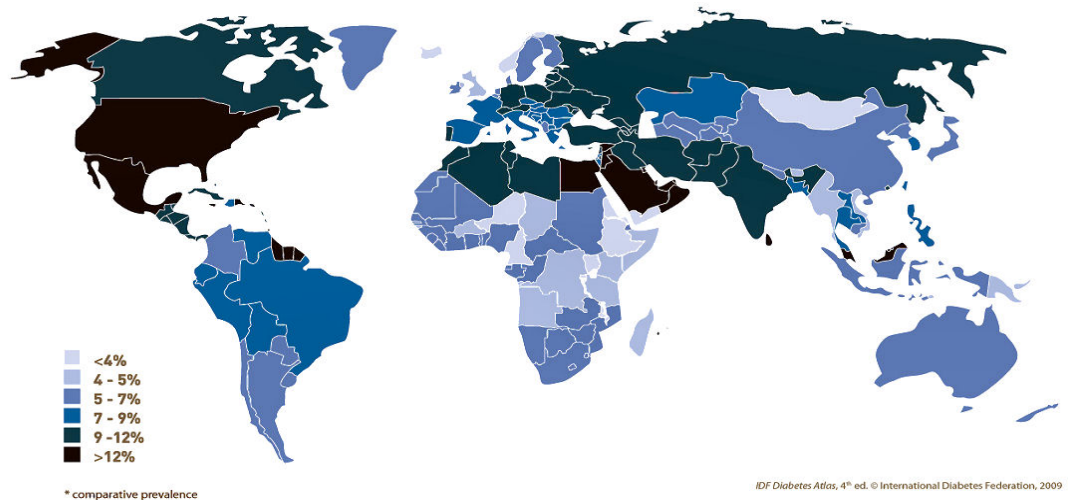 <4%
4 - 5%
5 - 7%
7 - 9%
9 -12%
>12%
* comparative prevalence
IDF Diabetes Atlas, 4th ed. © International Diabetes Federation, 2009